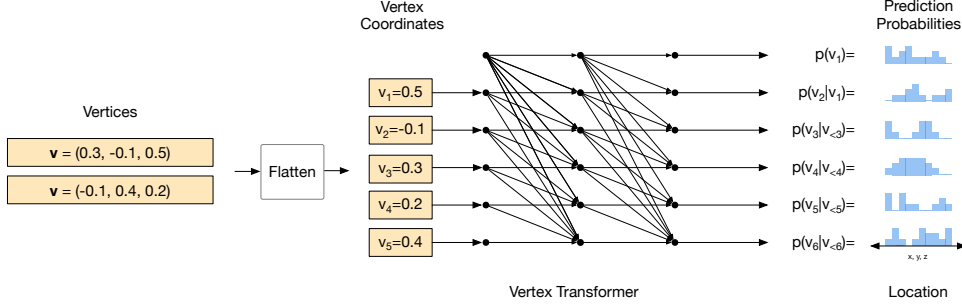 Vertex
Coordinates
Prediction
Probabilities
Vertices
v = (0.3, -0.1, 0.5)
v = (-0.1, 0.4, 0.2)
Flatten
v₁=0.5
v₂=-0.1
v₃=0.3
v₄=0.2
v₅=0.4
p(v₁)=
p(v₂|v₁)=
p(v₃|v<₃)=
p(v₄|v<₄)=
p(v₅|v<₅)=
p(v₆|v<₆)=
x, y, z
Vertex Transformer
Location